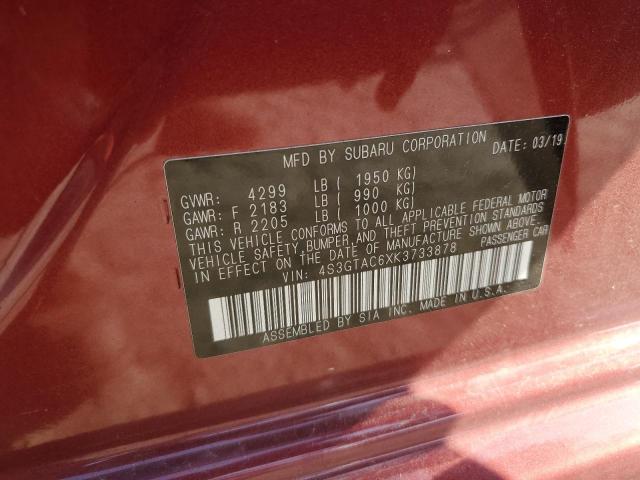 MFD BY SUBARU CORPORATION DATE: 03/19
GVWR: 4299 LB ( 1950 KG)
GAWR: F 2183 LB ( 990 KG)
GAWR: R 2205 LB ( 1000 KG)
THIS VEHICLE CONFORMS TO ALL APPLICABLE FEDERAL MOTOR
VEHICLE SAFETY, BUMPER, AND THEFT PREVENTION STANDARDS
IN EFFECT ON THE DATE OF MANUFACTURE SHOWN ABOVE.
VIN: 4S3GTAC6XK3733878 PASSENGER CAR
ASSEMBLED BY SIA INC. MADE IN U.S.A.